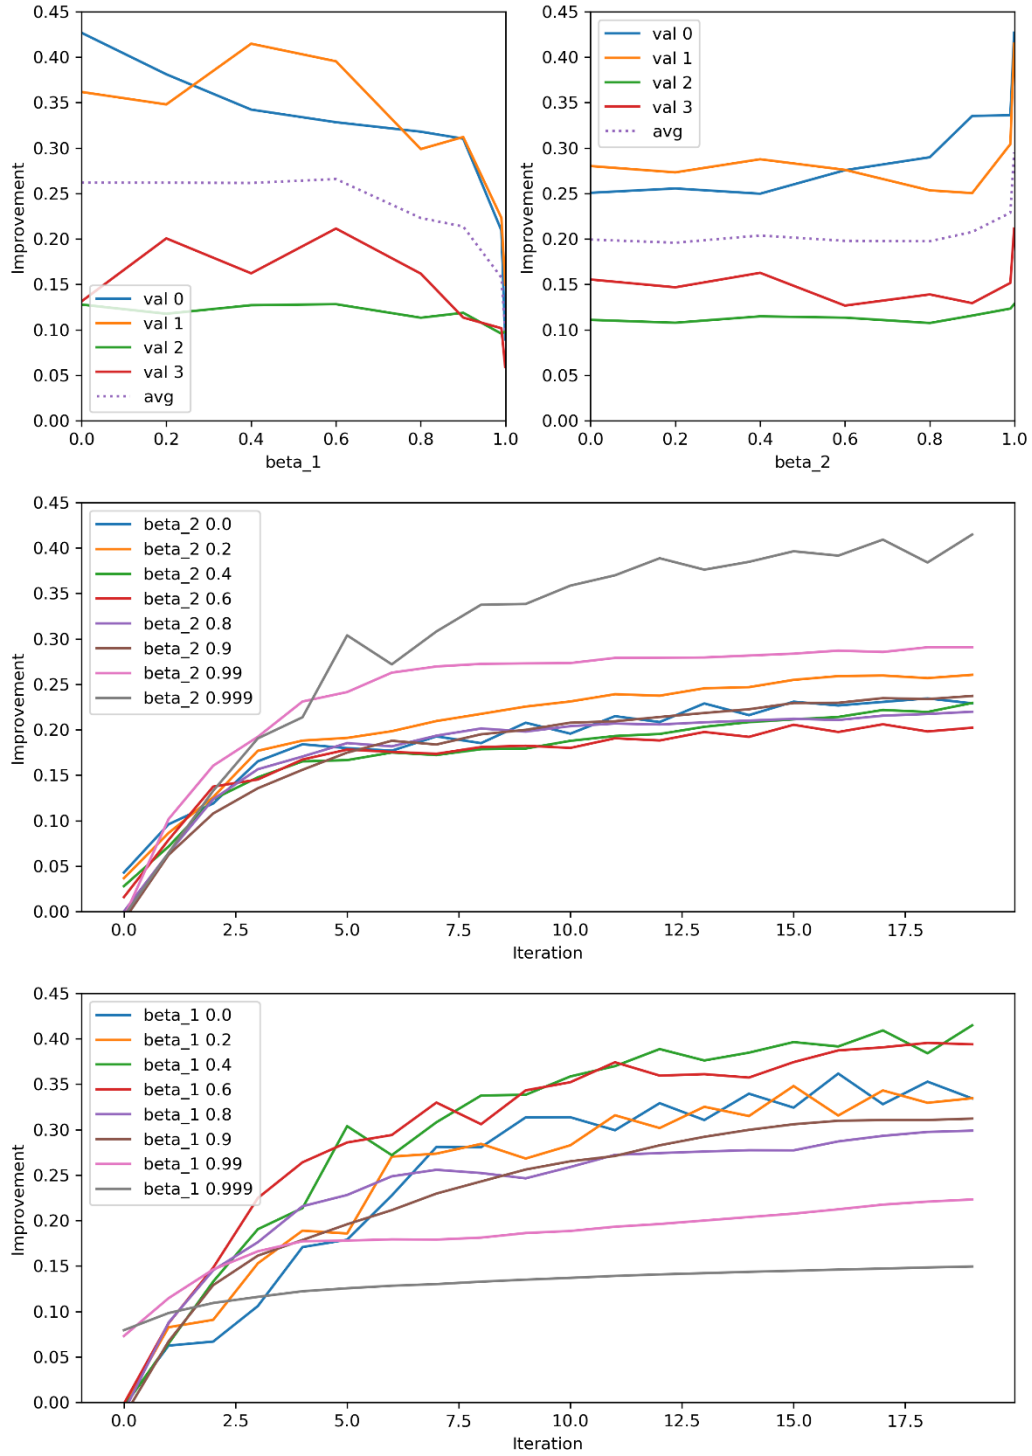 0.45
0.40
0.35
0.30
0.25
0.20
0.15
0.10
0.05
0.00
Improvement
val 0
val 1
val 2
val 3
avg
0.0 0.2 0.4 0.6 0.8 1.0
beta_1
0.45
0.40
0.35
0.30
0.25
0.20
0.15
0.10
0.05
0.00
Improvement
val 0
val 1
val 2
val 3
avg
0.0 0.2 0.4 0.6 0.8 1.0
beta_2
0.45
0.40
0.35
0.30
0.25
0.20
0.15
0.10
0.05
0.00
Improvement
beta_2 0.0
beta_2 0.2
beta_2 0.4
beta_2 0.6
beta_2 0.8
beta_2 0.9
beta_2 0.99
beta_2 0.999
0.0 2.5 5.0 7.5 10.0 12.5 15.0 17.5
Iteration
0.45
0.40
0.35
0.30
0.25
0.20
0.15
0.10
0.05
0.00
Improvement
beta_1 0.0
beta_1 0.2
beta_1 0.4
beta_1 0.6
beta_1 0.8
beta_1 0.9
beta_1 0.99
beta_1 0.999
0.0 2.5 5.0 7.5 10.0 12.5 15.0 17.5
Iteration